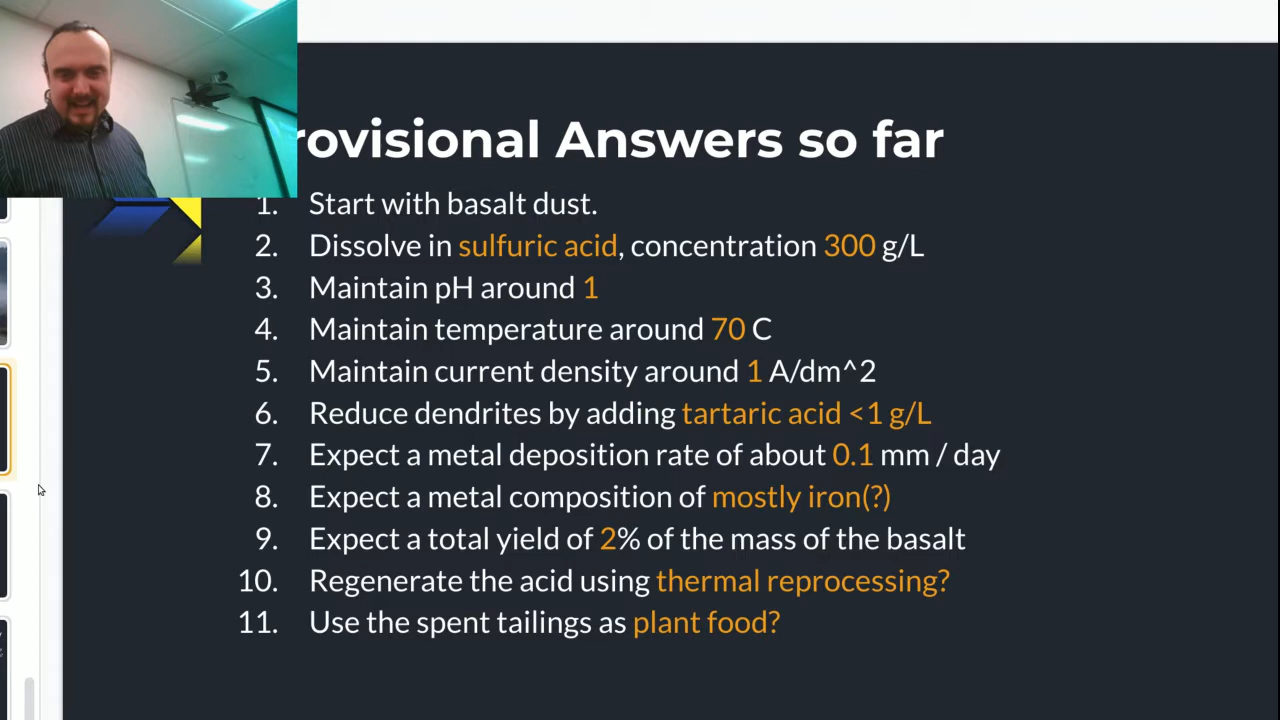 rovisional Answers so far
1. Start with basalt dust.
2. Dissolve in sulfuric acid, concentration 300 g/L
3. Maintain pH around 1
4. Maintain temperature around 70 C
5. Maintain current density around 1 A/dm^2
6. Reduce dendrites by adding tartaric acid <1 g/L
7. Expect a metal deposition rate of about 0.1 mm / day
8. Expect a metal composition of mostly iron(?)
9. Expect a total yield of 2% of the mass of the basalt
10. Regenerate the acid using thermal reprocessing?
11. Use the spent tailings as plant food?